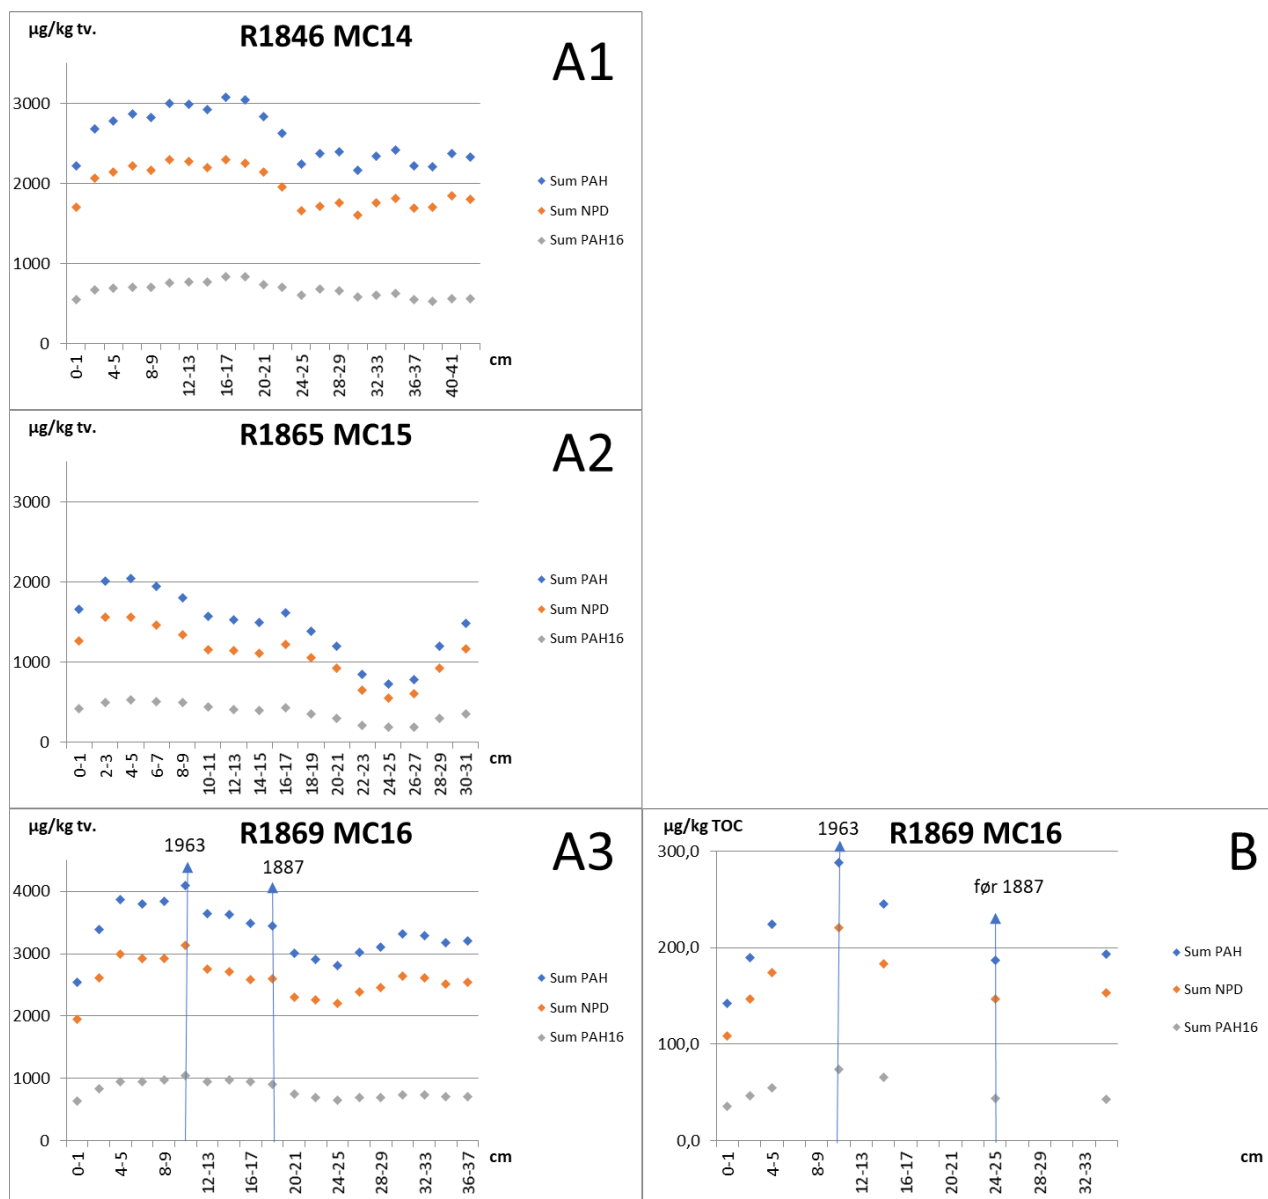 µg/kg tv.
R1846 MC14
A1
3000
2000
1000
0
0-1
4-5
8-9
12-13
16-17
20-21
24-25
28-29
32-33
36-37
40-41
cm
Sum PAH
Sum NPD
Sum PAH16
µg/kg tv.
R1865 MC15
A2
3000
2000
1000
0
0-1
2-3
4-5
6-7
8-9
10-11
12-13
14-15
16-17
18-19
20-21
22-23
24-25
26-27
28-29
30-31
cm
Sum PAH
Sum NPD
Sum PAH16
µg/kg tv.
R1869 MC16
A3
1963
1887
4000
3000
2000
1000
0
0-1
4-5
8-9
12-13
16-17
20-21
24-25
28-29
32-33
36-37
cm
Sum PAH
Sum NPD
Sum PAH16
µg/kg TOC
R1869 MC16
B
1963
før 1887
300,0
200,0
100,0
0,0
0-1
4-5
8-9
12-13
16-17
20-21
24-25
28-29
32-33
cm
Sum PAH
Sum NPD
Sum PAH16